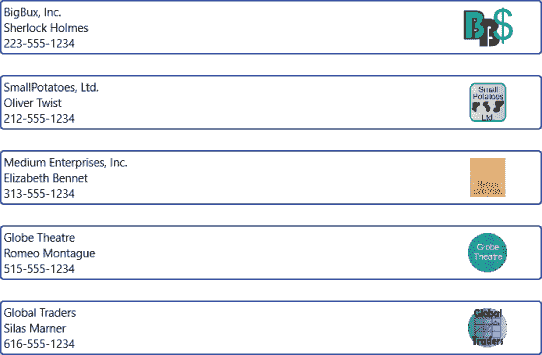 BigBux, Inc.
Sherlock Holmes
223-555-1234
BB$
SmallPotatoes, Ltd.
Oliver Twist
212-555-1234
Small
Potatoes
Ltd.
Medium Enterprises, Inc.
Elizabeth Bennet
313-555-1234
Globe Theatre
Romeo Montague
515-555-1234
Globe
Theatre
Global Traders
Silas Marner
616-555-1234
Global
Traders